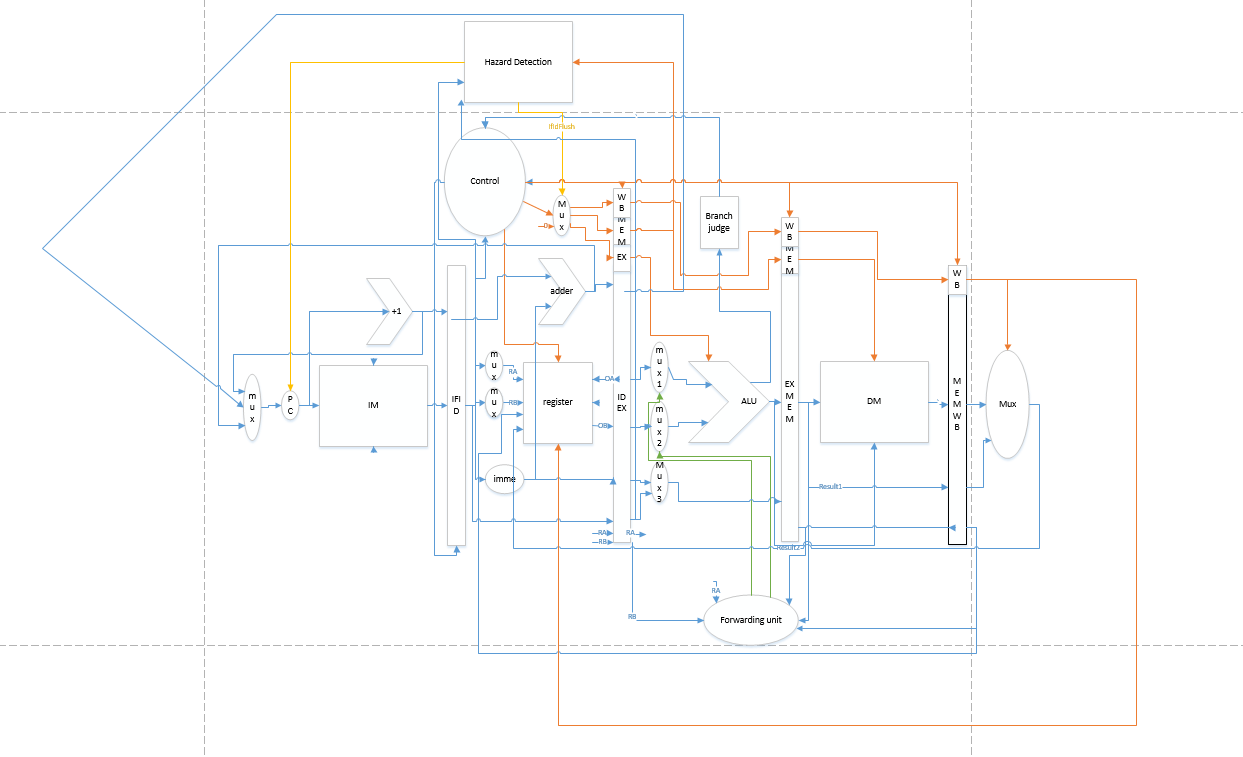 Hazard Detection
IfidFlush
Control
M
u
x
0
W
B
M
E
M
EX
Branch
judge
W
B
M
E
M
W
B
adder
+1
m
u
x
P
C
IM
IFI
D
m
u
x
RA
m
u
x
RB
register
OA
OB
ID
EX
m
u
x
1
m
u
x
2
M
u
x
3
ALU
EX
M
E
M
DM
M
E
M
W
B
Mux
imme
Result1
RA
RB
RA
Result2
RA
RB
Forwarding unit